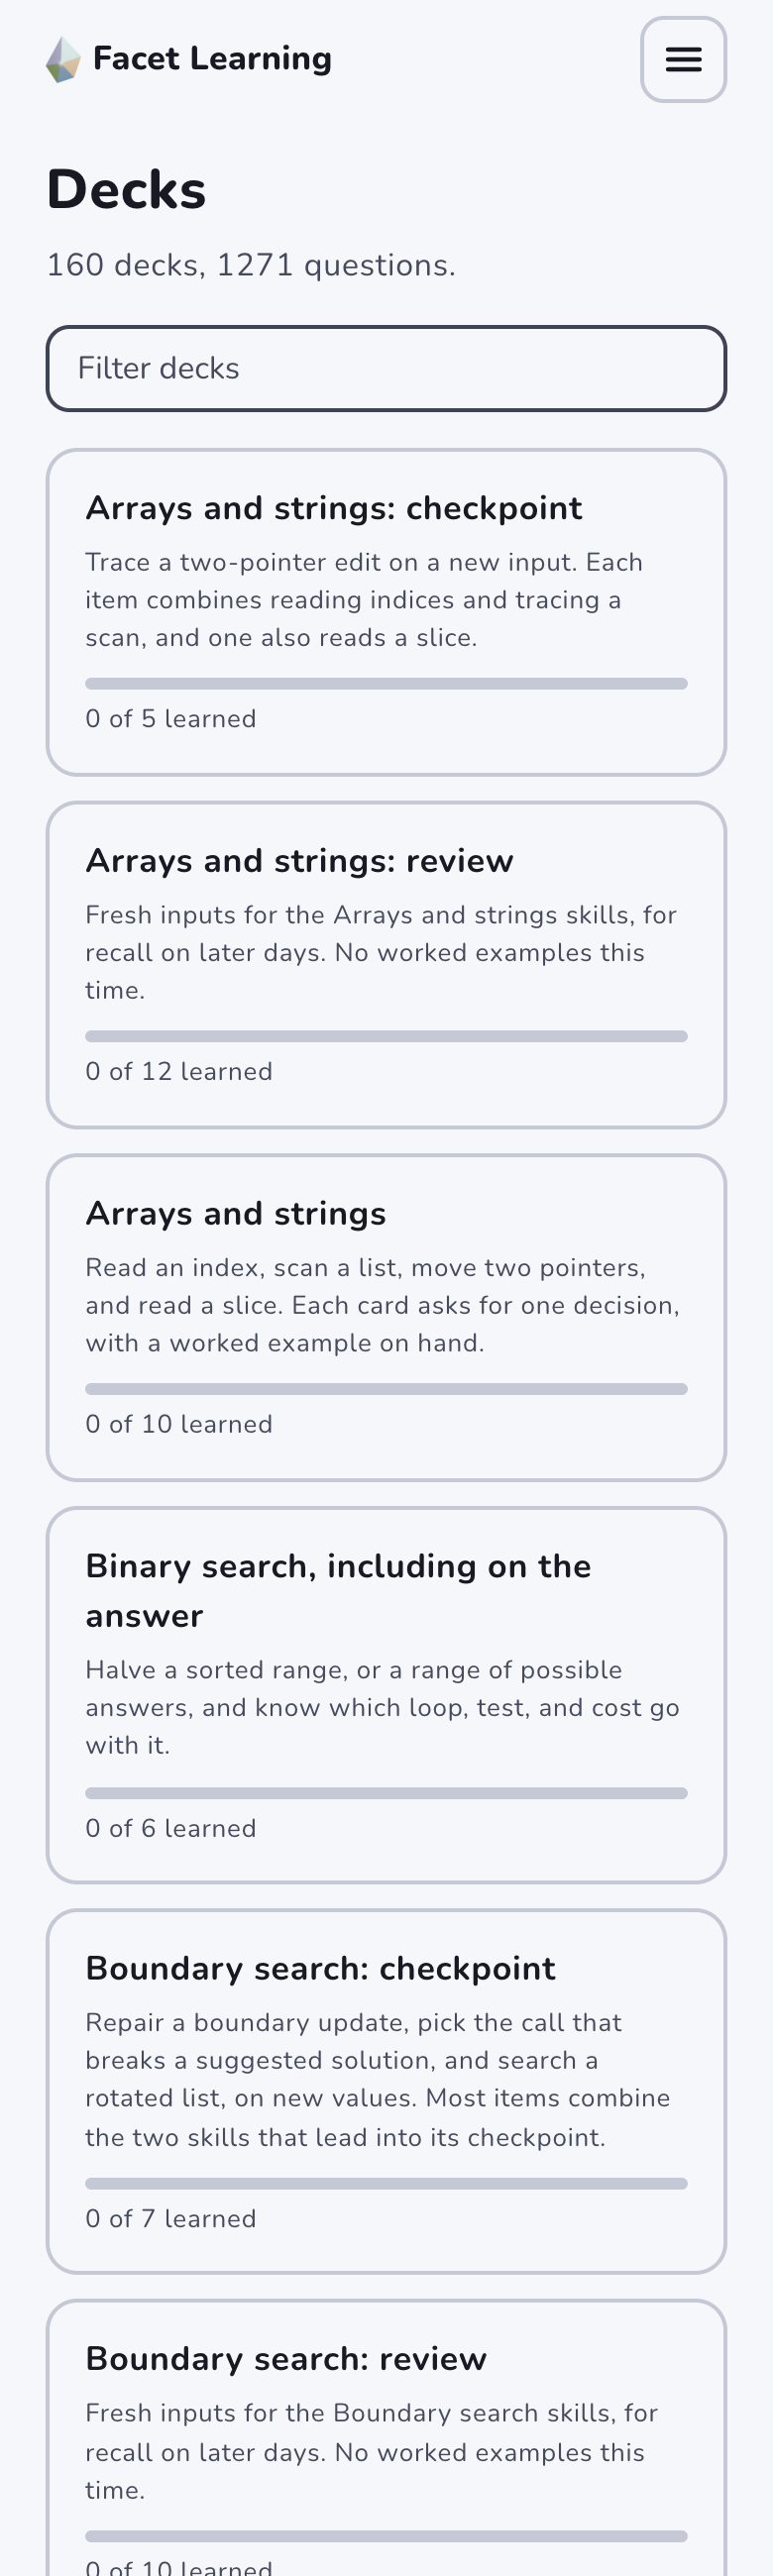 Facet Learning
Decks
160 decks, 1271 questions.
Filter decks
Arrays and strings: checkpoint
Trace a two-pointer edit on a new input. Each
item combines reading indices and tracing a
scan, and one also reads a slice.
0 of 5 learned
Arrays and strings: review
Fresh inputs for the Arrays and strings skills, for
recall on later days. No worked examples this
time.
0 of 12 learned
Arrays and strings
Read an index, scan a list, move two pointers,
and read a slice. Each card asks for one decision,
with a worked example on hand.
0 of 10 learned
Binary search, including on the
answer
Halve a sorted range, or a range of possible
answers, and know which loop, test, and cost go
with it.
0 of 6 learned
Boundary search: checkpoint
Repair a boundary update, pick the call that
breaks a suggested solution, and search a
rotated list, on new values. Most items combine
the two skills that lead into its checkpoint.
0 of 7 learned
Boundary search: review
Fresh inputs for the Boundary search skills, for
recall on later days. No worked examples this
time.
0 of 10 learned